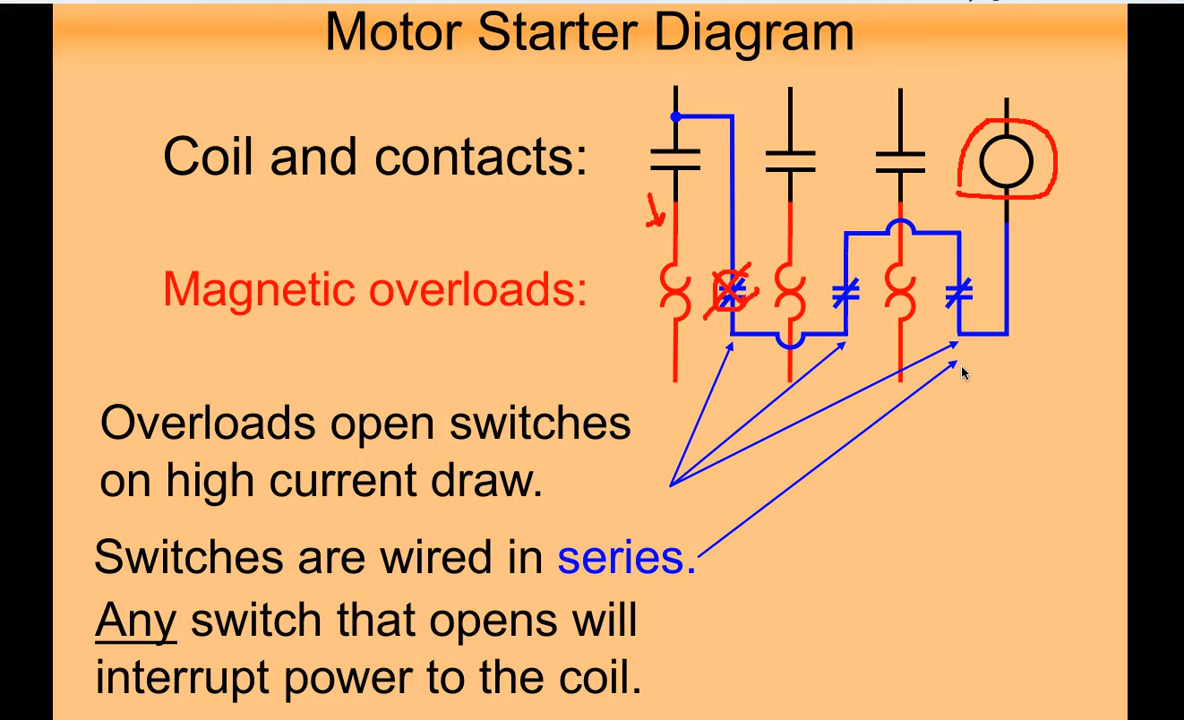 Motor Starter Diagram
Coil and contacts:
Magnetic overloads:
Overloads open switches
on high current draw.
Switches are wired in series.
Any switch that opens will
interrupt power to the coil.